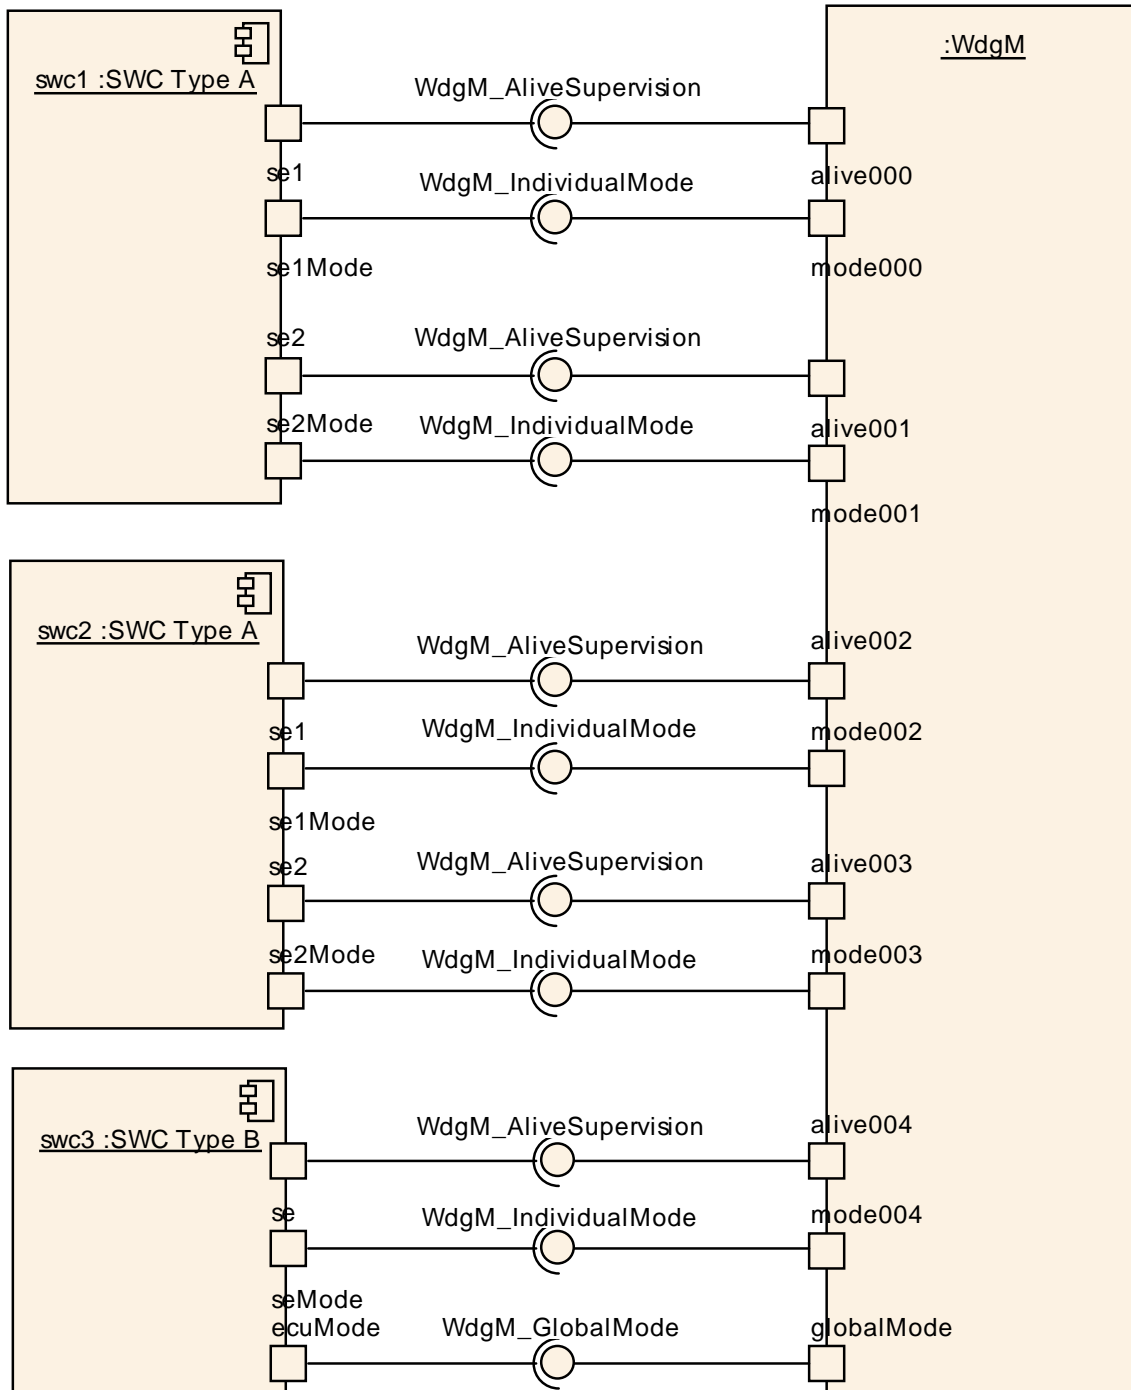 :WdgM
swc1 :SWC Type A
WdgM_AliveSupervision
se1
WdgM_IndividualMode
alive000
se1Mode
mode000
se2
WdgM_AliveSupervision
se2Mode
WdgM_IndividualMode
alive001
mode001
swc2 :SWC Type A
WdgM_AliveSupervision
alive002
se1
WdgM_IndividualMode
mode002
se1Mode
se2
WdgM_AliveSupervision
alive003
se2Mode
WdgM_IndividualMode
mode003
swc3 :SWC Type B
WdgM_AliveSupervision
alive004
se
WdgM_IndividualMode
mode004
seMode
ecuMode
WdgM_GlobalMode
globalMode